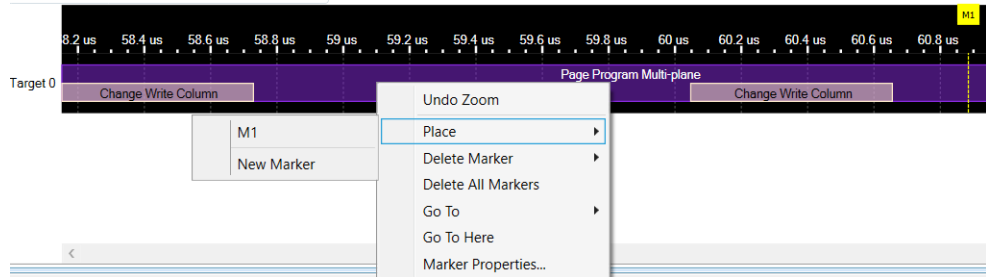 M1
8.2 us 58.4 us 58.6 us 58.8 us 59 us 59.2 us 59.4 us 59.6 us 59.8 us 60 us 60.2 us 60.4 us 60.6 us 60.8 us
Target 0
Page Program Multi-plane
Change Write Column
Change Write Column
Undo Zoom
Place
Delete Marker
Delete All Markers
Go To
Go To Here
Marker Properties...
M1
New Marker